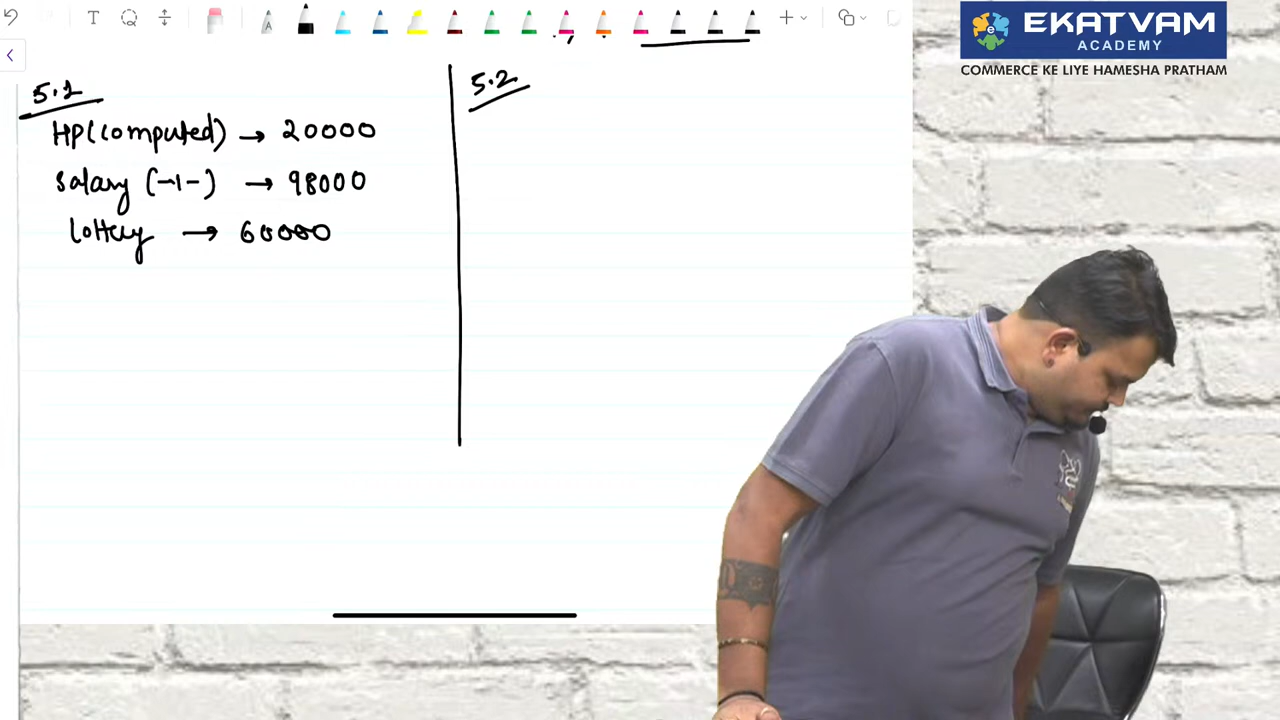 EKATVAM
ACADEMY
COMMERCE KE LIYE HAMESHA PRATHAM
5.1
HP(computed) → 20000
Salary (-1-) → 98000
lottery → 60000
5.2